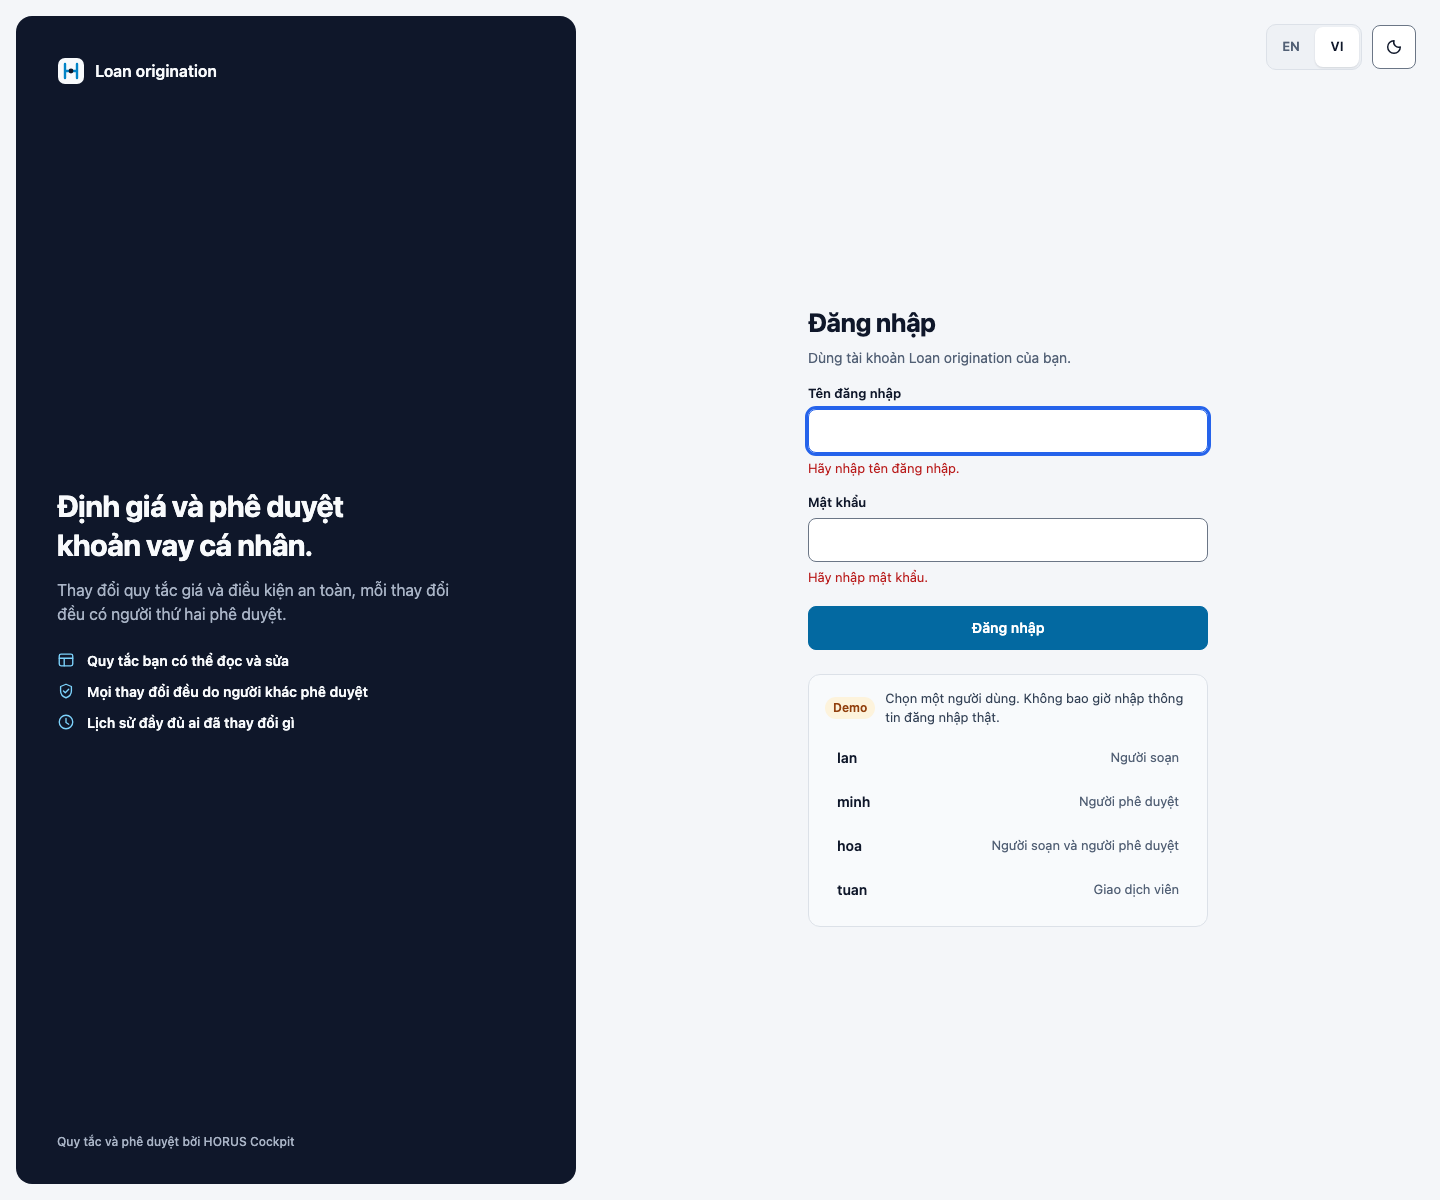 Loan origination
EN
VI
Định giá và phê duyệt
khoản vay cá nhân.
Thay đổi quy tắc giá và điều kiện an toàn, mỗi thay đổi
đều có người thứ hai phê duyệt.
Quy tắc bạn có thể đọc và sửa
Mọi thay đổi đều do người khác phê duyệt
Lịch sử đầy đủ ai đã thay đổi gì
Quy tắc và phê duyệt bởi HORUS Cockpit
Đăng nhập
Dùng tài khoản Loan origination của bạn.
Tên đăng nhập
Hãy nhập tên đăng nhập.
Mật khẩu
Hãy nhập mật khẩu.
Đăng nhập
Demo
Chọn một người dùng. Không bao giờ nhập thông
tin đăng nhập thật.
lan Người soạn
minh Người phê duyệt
hoa Người soạn và người phê duyệt
tuan Giao dịch viên